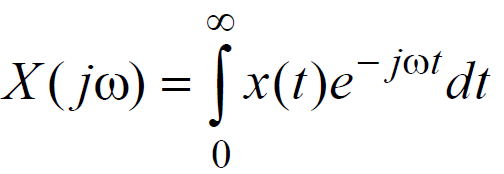 X(jω) = ∫₀^∞ x(t)e^{−jωt} dt